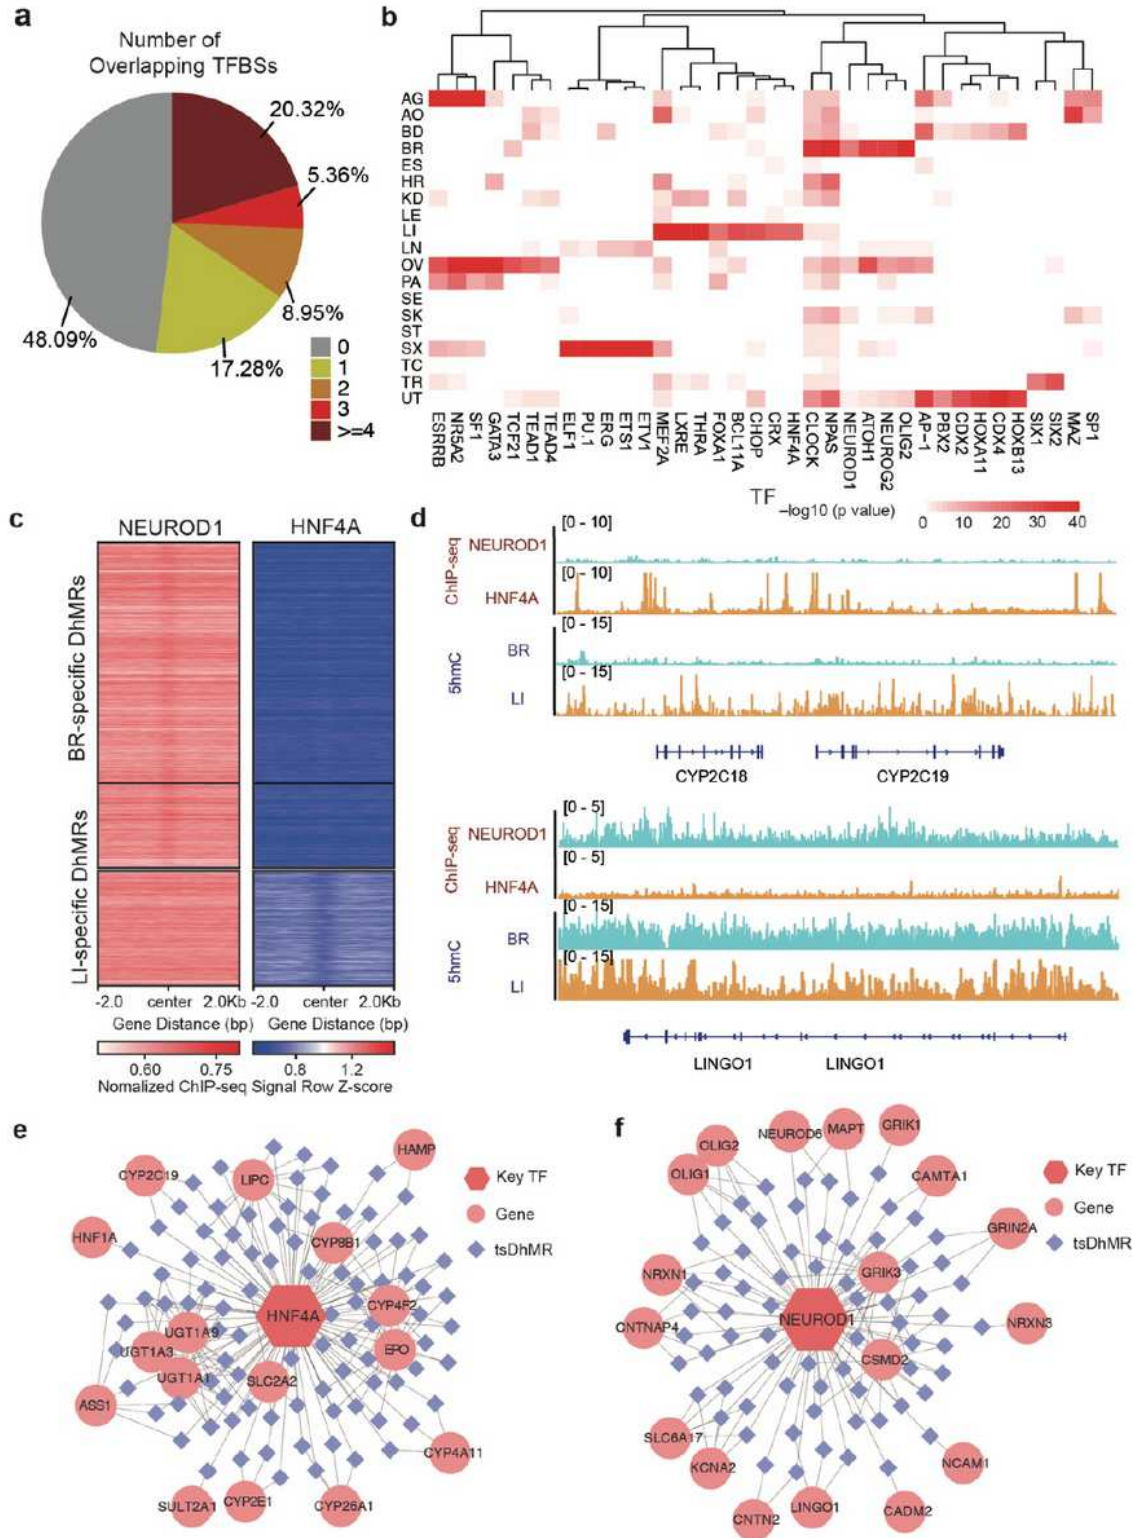 a
Number of
Overlapping TFBSs
20.32%
5.36%
8.95%
17.28%
48.09%
0
1
2
3
>=4
b
AG
AO
BD
BR
ES
HR
KD
LE
LI
LN
OV
PA
SE
SK
ST
SX
TC
TR
UT
ESRRB
NR5A2
SF1
GATA3
TCF21
TEAD1
TEAD4
ELF1
PU.1
ERG
ETS1
ETV1
MEF2A
LXRE
THRA
FOXA1
BCL11A
CHOP
CRX
HNF4A
CLOCK
NPAS
NEUROD1
ATOH1
NEUROG2
OLIG2
AP-1
PBX2
CDX2
HOXA11
CDX4
HOXB13
SIX1
SIX2
MAZ
SP1
TF
-log10 (p value)
0 10 20 30 40
c
NEUROD1 HNF4A
BR-specific DhMRs
LI-specific DhMRs
-2.0 center 2.0Kb -2.0 center 2.0Kb
Gene Distance (bp) Gene Distance (bp)
0.60 0.75 0.8 1.2
Nomalized ChIP-seq Signal Row Z-score
d
ChIP-seq
NEUROD1
[0 - 10]
HNF4A
[0 - 10]
5hmC
BR
[0 - 15]
LI
[0 - 15]
CYP2C18 CYP2C19
ChIP-seq
NEUROD1
[0 - 5]
HNF4A
[0 - 5]
5hmC
BR
[0 - 15]
LI
[0 - 15]
LINGO1 LINGO1
e
HAMP
CYP2C19
LIPC
HNF1A
CYP8B1
HNF4A
CYP4F2
UGT1A9
UGT1A3
UGT1A1
EPO
SLC2A2
ASS1
CYP4A11
SULT2A1
CYP2E1
CYP26A1
Key TF
Gene
tsDhMR
f
NEUROD6
MAPT
GRIK1
OLIG2
OLIG1
CAMTA1
GRIN2A
NRXN1
GRIK3
CNTNAP4
NEUROD1
NRXN3
CSMD2
SLC6A17
KCNA2
NCAM1
CNTN2
LINGO1
CADM2
Key TF
Gene
tsDhMR